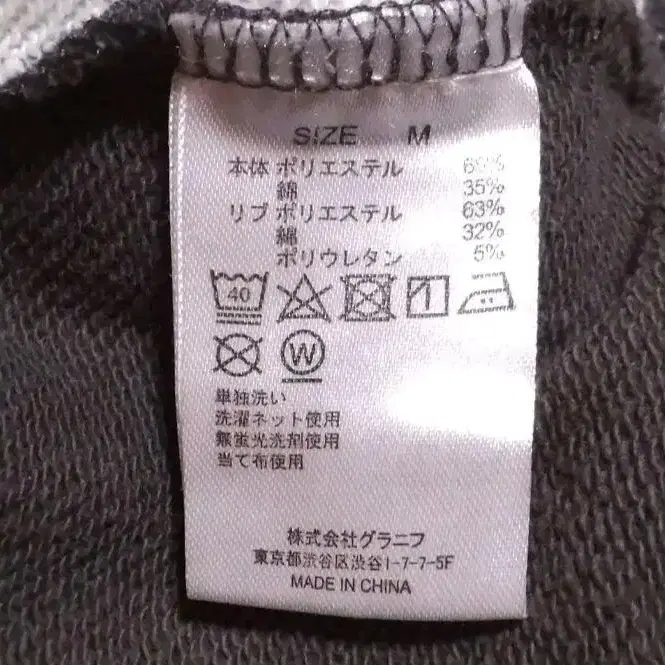 SIZE M
本体 ポリエステル
綿 35%
リブ ポリエステル 63%
綿 32%
ポリウレタン 5%
40
W
単独洗い
洗濯ネット使用
無蛍光洗剤使用
当て布使用
株式会社グラニフ
東京都渋谷区渋谷1-7-7-5F
MADE IN CHINA